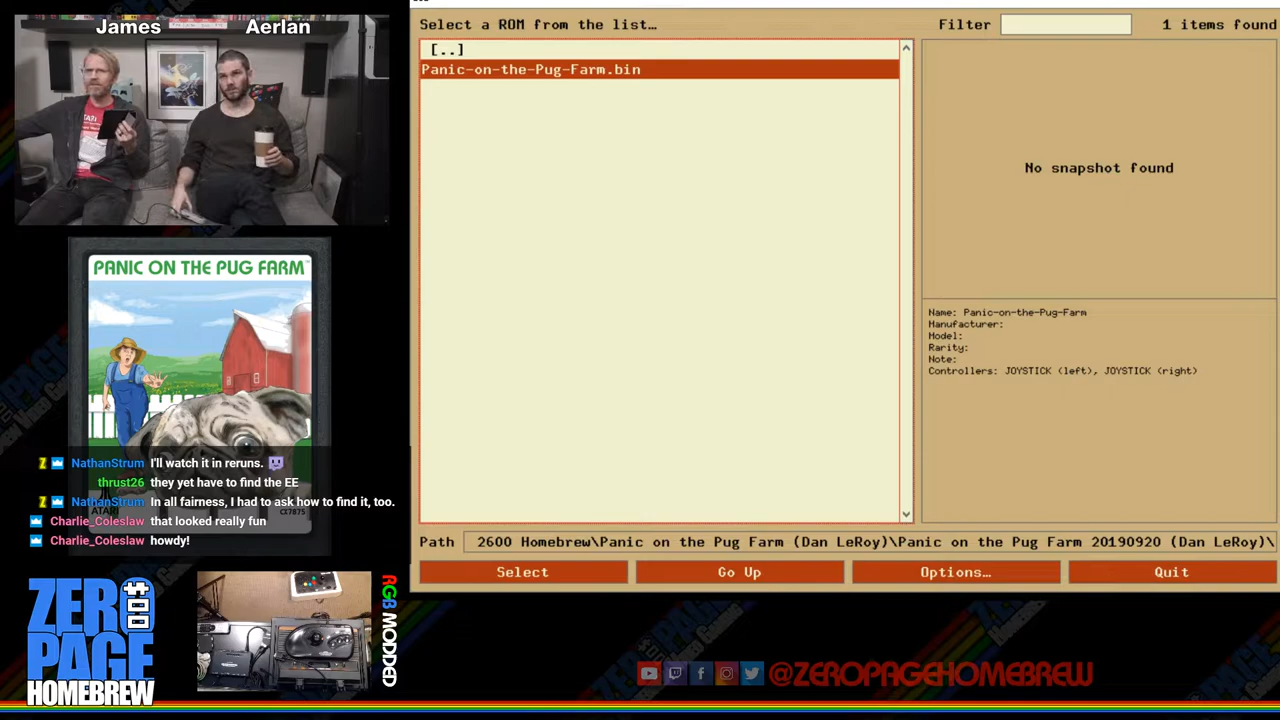 James Aerlan
PANIC ON THE PUG FARM™
ATARI
CX7875
NathanStrum I'll watch it in reruns.
thrust26 they yet have to find the EE
NathanStrum In all fairness, I had to ask how to find it, too.
Charlie_Coleslaw that looked really fun
Charlie_Coleslaw howdy!
ZERO
PAGE
HOMEBREW
RGB MODDED
Select a ROM from the list… Filter 1 items found
[..]
Panic-on-the-Pug-Farm.bin
No snapshot found
Name: Panic-on-the-Pug-Farm
Manufacturer:
Model:
Rarity:
Note:
Controllers: JOYSTICK (left), JOYSTICK (right)
Path 2600 Homebrew\Panic on the Pug Farm (Dan LeRoy)\Panic on the Pug Farm 20190920 (Dan LeRoy)\
Select Go Up Options… Quit
@ZEROPAGEHOMEBREW